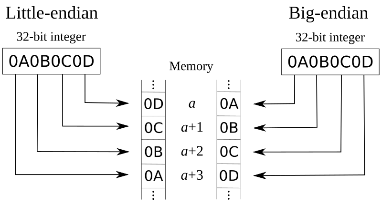 Little-endian
Big-endian
32-bit integer
32-bit integer
0A0B0C0D
0A0B0C0D
Memory
⋮ ⋮
0D a 0A
0C a+1 0B
0B a+2 0C
0A a+3 0D
⋮ ⋮